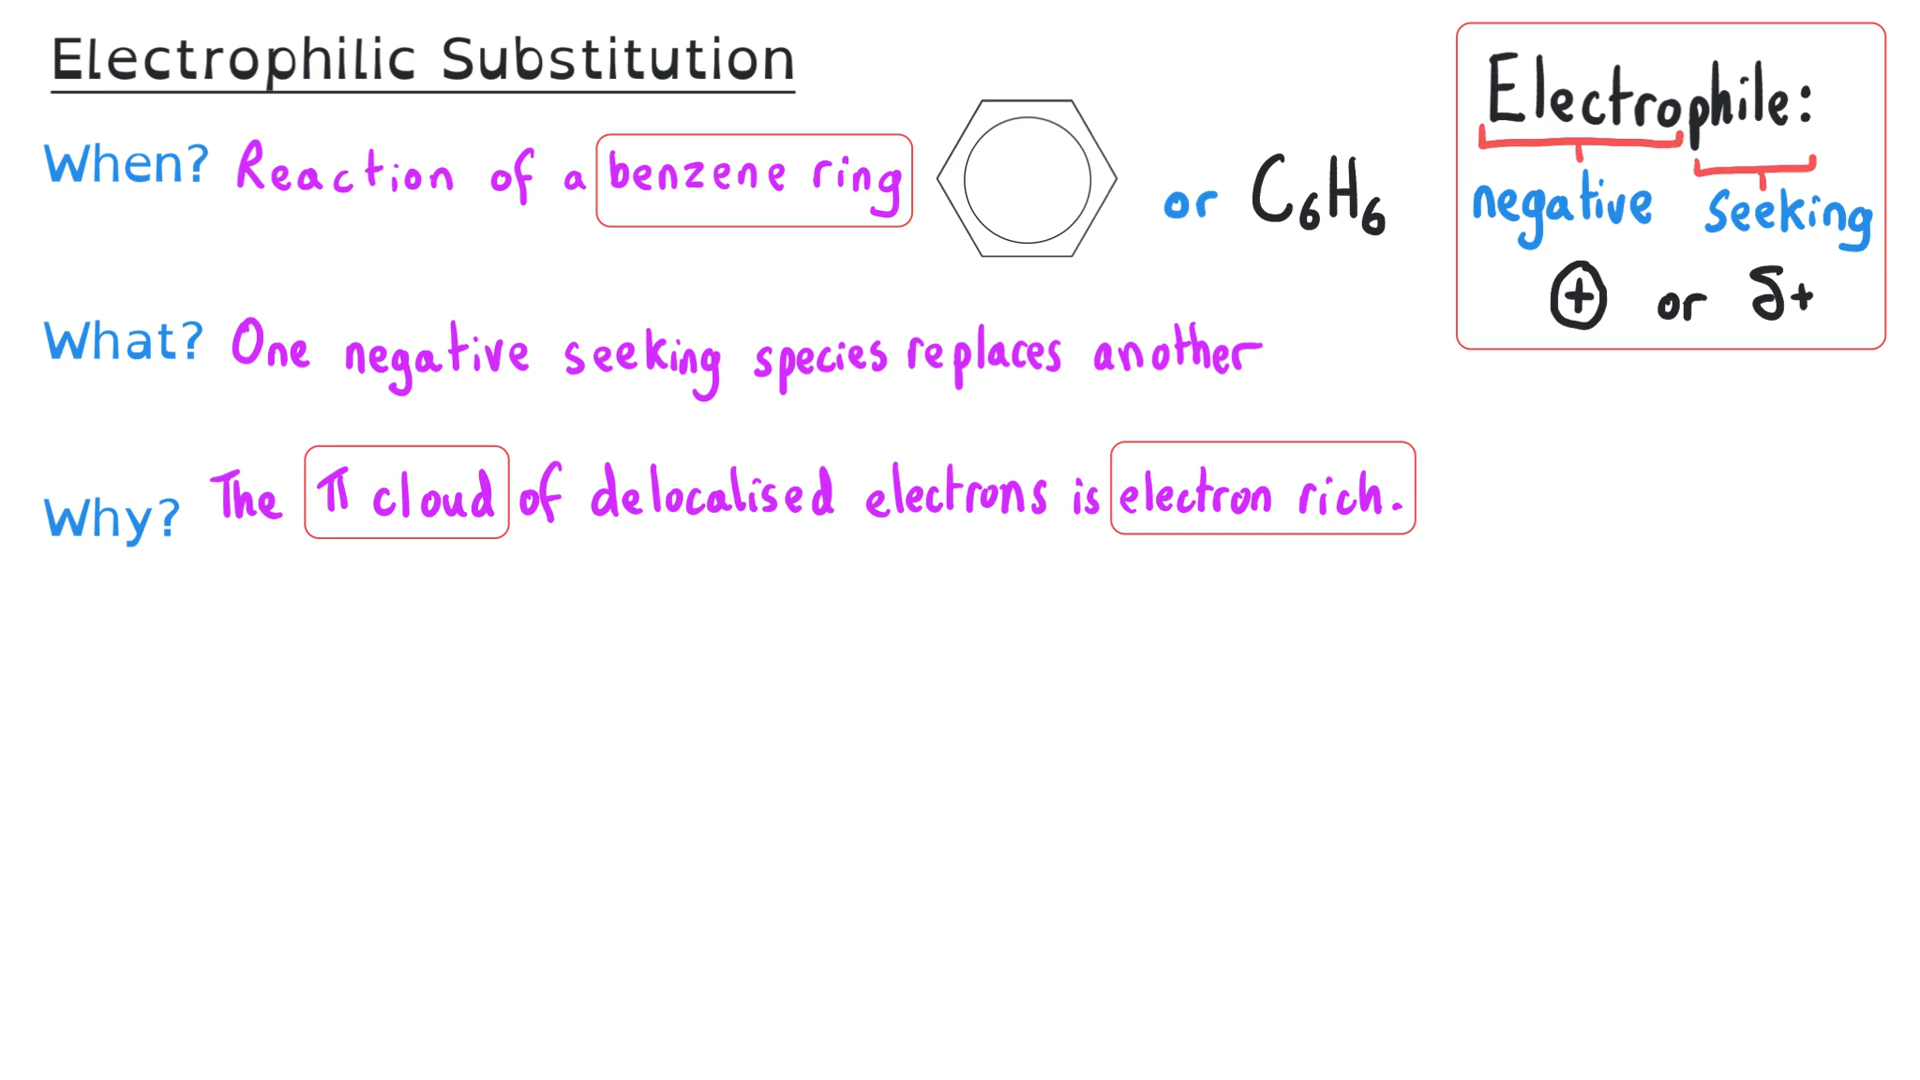 Electrophilic Substitution
When? Reaction of a benzene ring or C₆H₆
What? One negative seeking species replaces another
Why? The π cloud of delocalised electrons is electron rich.
Electrophile:
negative seeking
⊕ or δ+